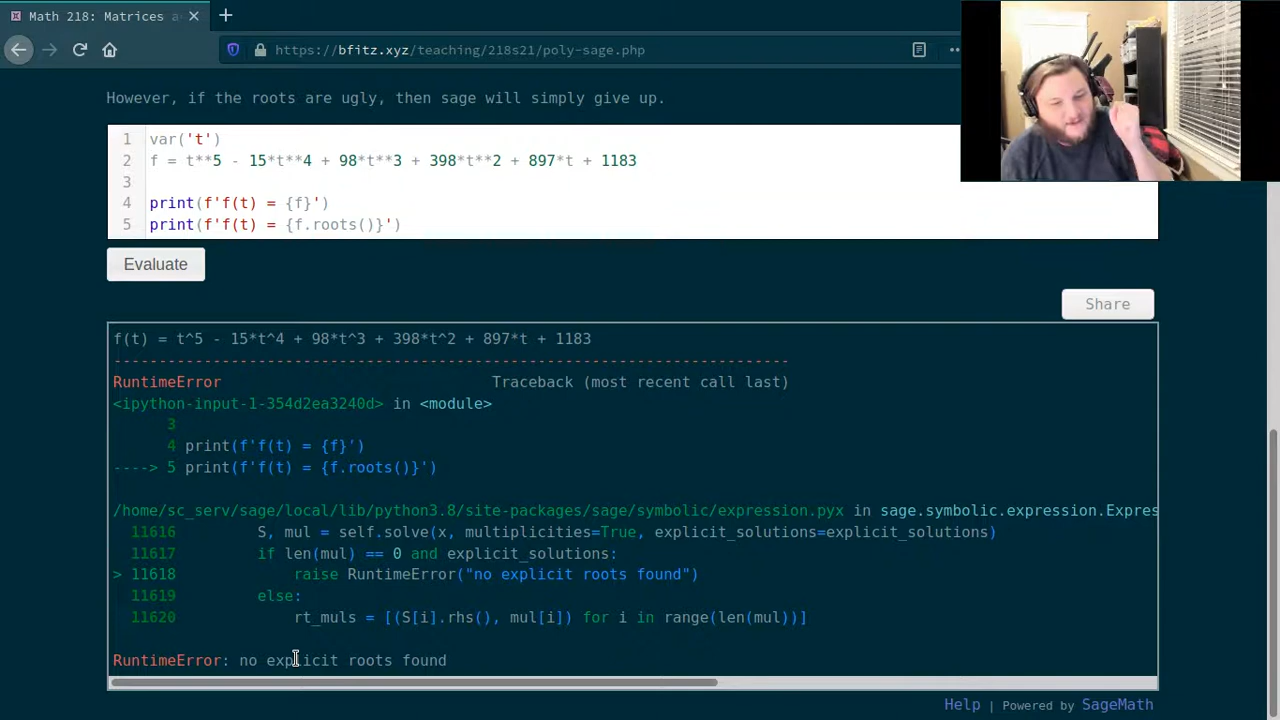 Math 218: Matrices a
https://bfitz.xyz/teaching/218s21/poly-sage.php
However, if the roots are ugly, then sage will simply give up.
1 var('t')
2 f = t**5 - 15*t**4 + 98*t**3 + 398*t**2 + 897*t + 1183
3
4 print(f'f(t) = {f}')
5 print(f'f(t) = {f.roots()}')
Evaluate
Share
f(t) = t^5 - 15*t^4 + 98*t^3 + 398*t^2 + 897*t + 1183
---------------------------------------------------------------------------
RuntimeError Traceback (most recent call last)
<ipython-input-1-354d2ea3240d> in <module>
3
4 print(f'f(t) = {f}')
----> 5 print(f'f(t) = {f.roots()}')
/home/sc_serv/sage/local/lib/python3.8/site-packages/sage/symbolic/expression.pyx in sage.symbolic.expression.Expres
11616 S, mul = self.solve(x, multiplicities=True, explicit_solutions=explicit_solutions)
11617 if len(mul) == 0 and explicit_solutions:
> 11618 raise RuntimeError("no explicit roots found")
11619 else:
11620 rt_muls = [(S[i].rhs(), mul[i]) for i in range(len(mul))]
RuntimeError: no explicit roots found
Help | Powered by SageMath